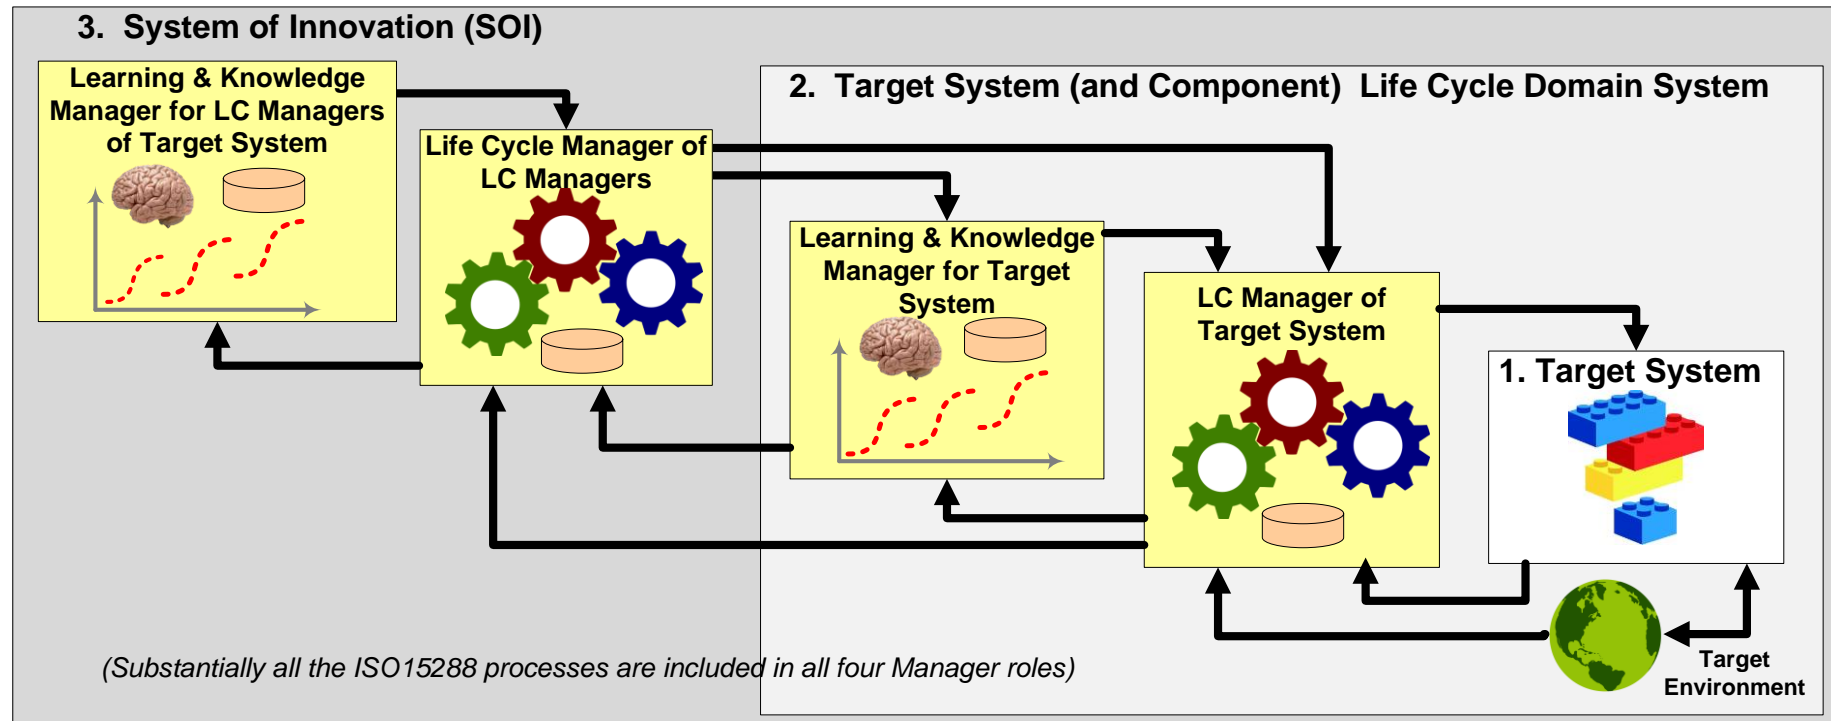 3. System of Innovation (SOI)
Learning & Knowledge
Manager for LC Managers
of Target System
2. Target System (and Component) Life Cycle Domain System
Life Cycle Manager of
LC Managers
Learning & Knowledge
Manager for Target
System
LC Manager of
Target System
1. Target System
(Substantially all the ISO15288 processes are included in all four Manager roles)
Target
Environment